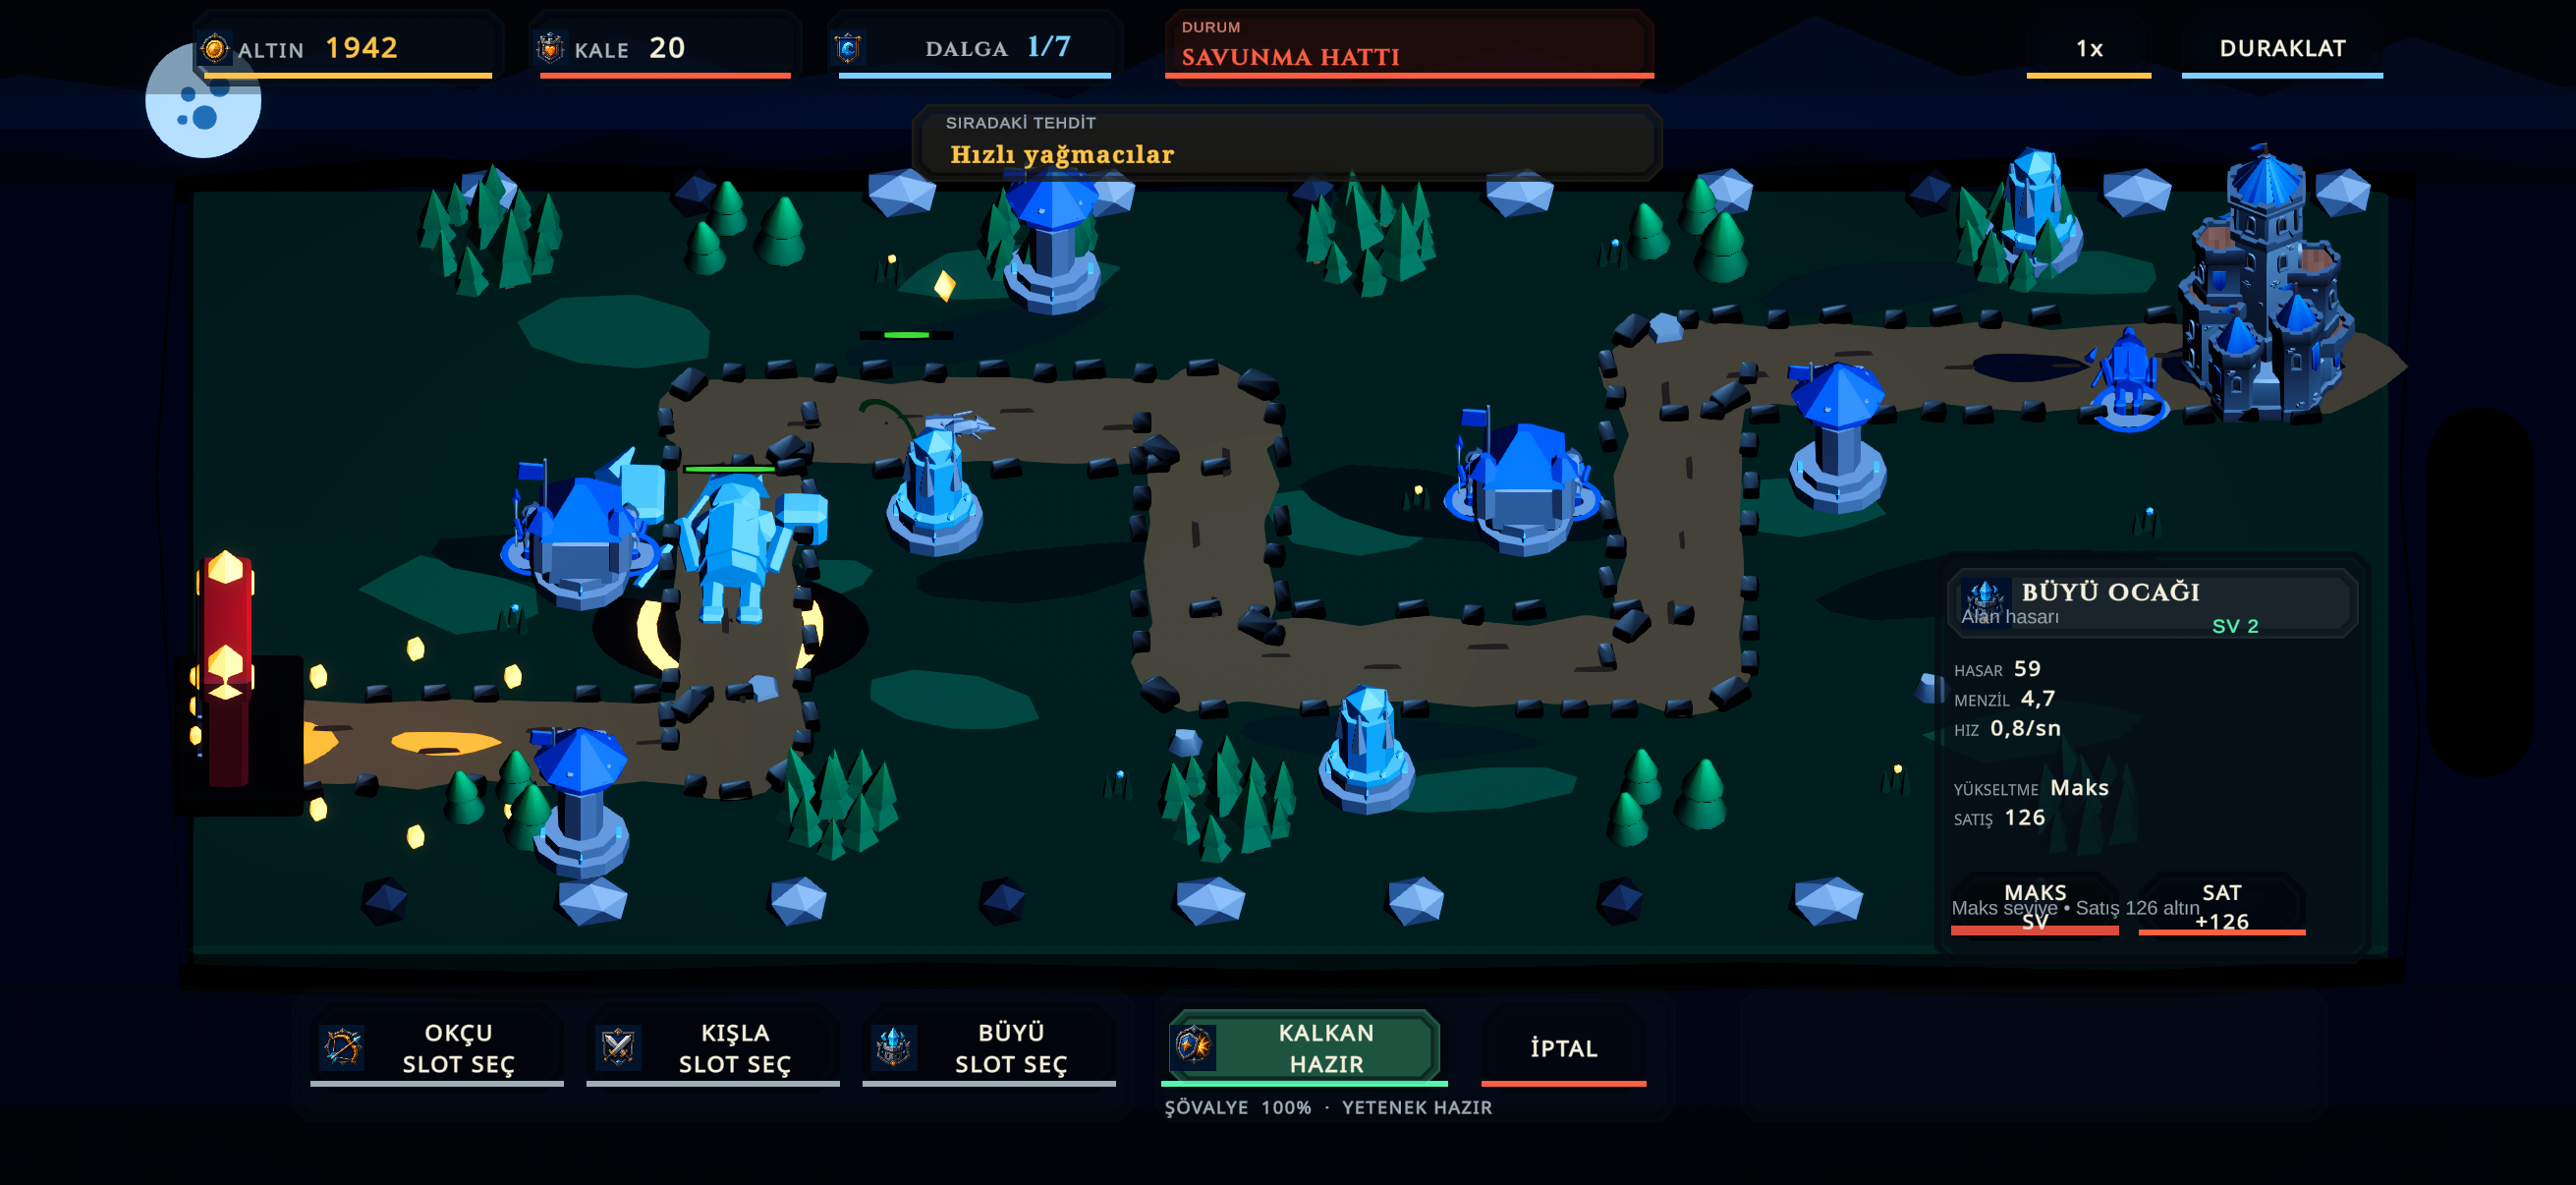 ALTIN 1942
KALE 20
DALGA 1/7
DURUM
SAVUNMA HATTI
1x
DURAKLAT
SIRADAKİ TEHDİT
Hızlı yağmacılar
BÜYÜ OCAĞI
Alan hasarı
SV 2
HASAR 59
MENZİL 4,7
HIZ 0,8/sn
YÜKSELTME Maks
SATIŞ 126
MAKS
SV
SAT
+126
Maks seviye • Satış 126 altın
OKÇU
SLOT SEÇ
KIŞLA
SLOT SEÇ
BÜYÜ
SLOT SEÇ
KALKAN
HAZIR
İPTAL
ŞÖVALYE 100% · YETENEK HAZIR